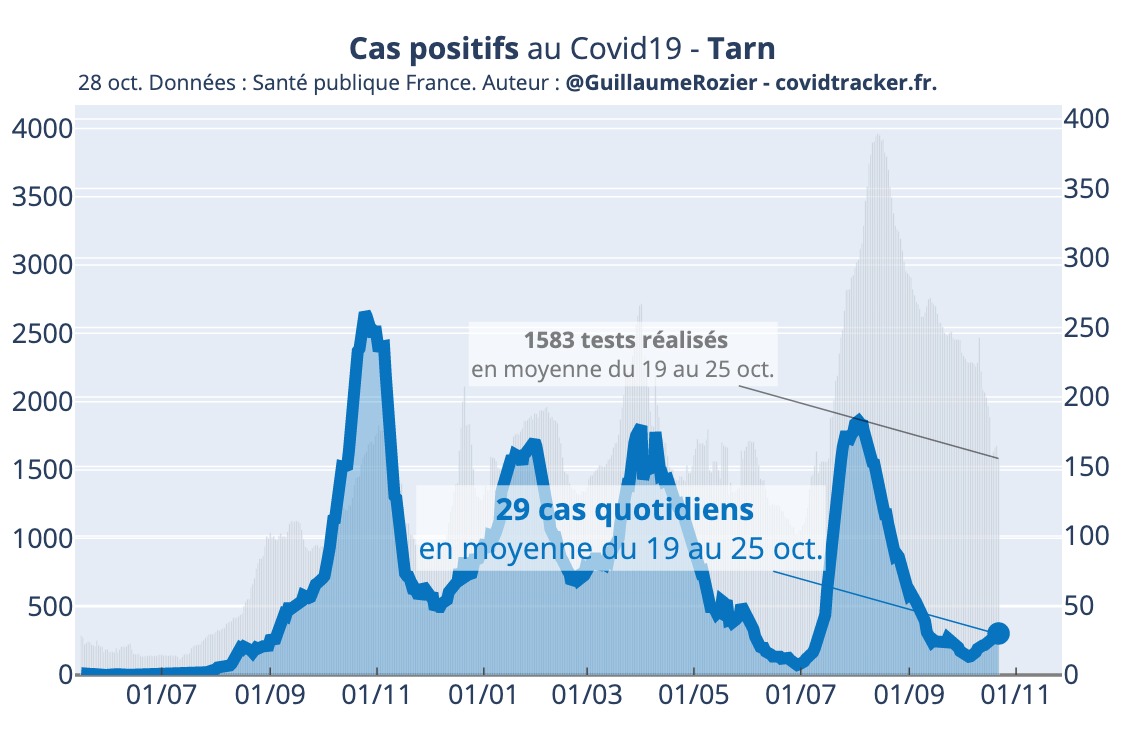 Cas positifs au Covid19 - Tarn
28 oct. Données : Santé publique France. Auteur : @GuillaumeRozier - covidtracker.fr.
4000
3500
3000
2500
2000
1500
1000
500
0
400
350
300
250
200
150
100
50
0
1583 tests réalisés
en moyenne du 19 au 25 oct.
29 cas quotidiens
en moyenne du 19 au 25 oct.
01/07 01/09 01/11 01/01 01/03 01/05 01/07 01/09 01/11